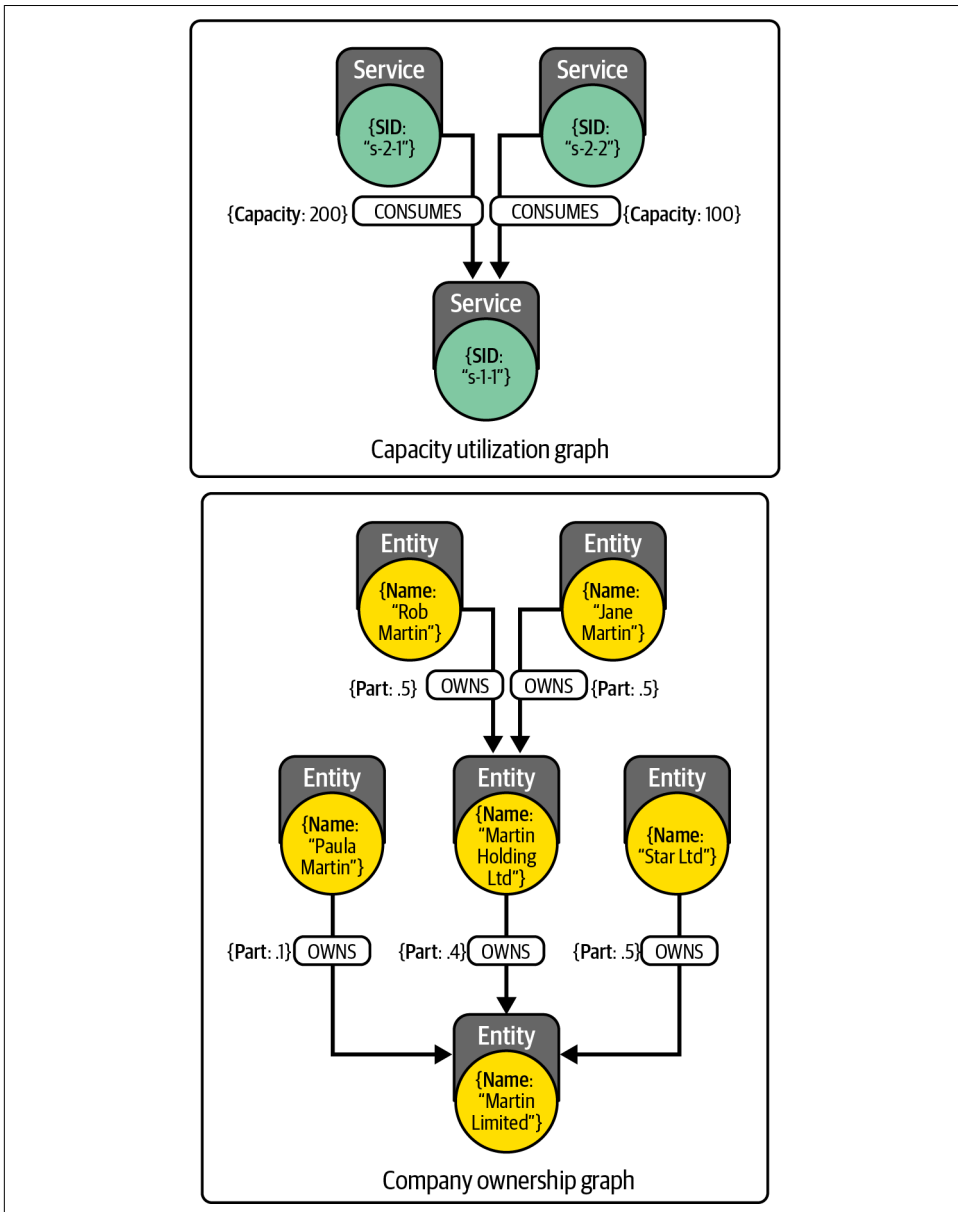 Service
Service
{SID:
“s-2-1”}
{SID:
“s-2-2”}
{Capacity: 200}
CONSUMES
CONSUMES
{Capacity: 100}
Service
{SID:
“s-1-1”}
Capacity utilization graph
Entity
Entity
{Name:
“Rob
Martin”}
{Name:
“Jane
Martin”}
{Part: .5}
OWNS
OWNS
{Part: .5}
Entity
Entity
Entity
{Name:
“Paula
Martin”}
{Name:
“Martin
Holding
Ltd”}
{Name:
“Star Ltd”}
{Part: .1}
OWNS
{Part: .4}
OWNS
{Part: .5}
OWNS
Entity
{Name:
“Martin
Limited”}
Company ownership graph